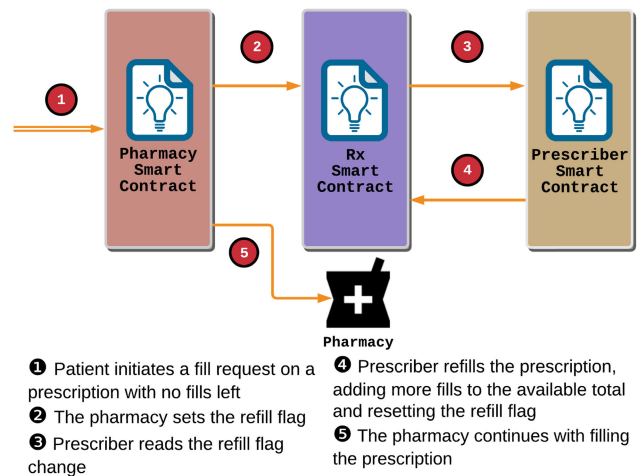 1
2
3
4
5
Pharmacy
Smart
Contract
Rx
Smart
Contract
Prescriber
Smart
Contract
Pharmacy
❶ Patient initiates a fill request on a
prescription with no fills left
❷ The pharmacy sets the refill flag
❸ Prescriber reads the refill flag
change
❹ Prescriber refills the prescription,
adding more fills to the available total
and resetting the refill flag
❺ The pharmacy continues with filling
the prescription